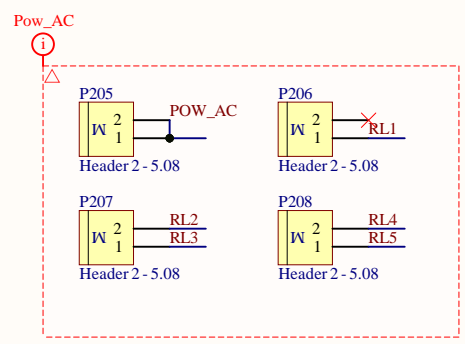 Pow_AC
i
P205
2
1
M
POW_AC
Header 2 - 5.08
P206
2
1
M
RL1
Header 2 - 5.08
P207
2
1
M
RL2
RL3
Header 2 - 5.08
P208
2
1
M
RL4
RL5
Header 2 - 5.08